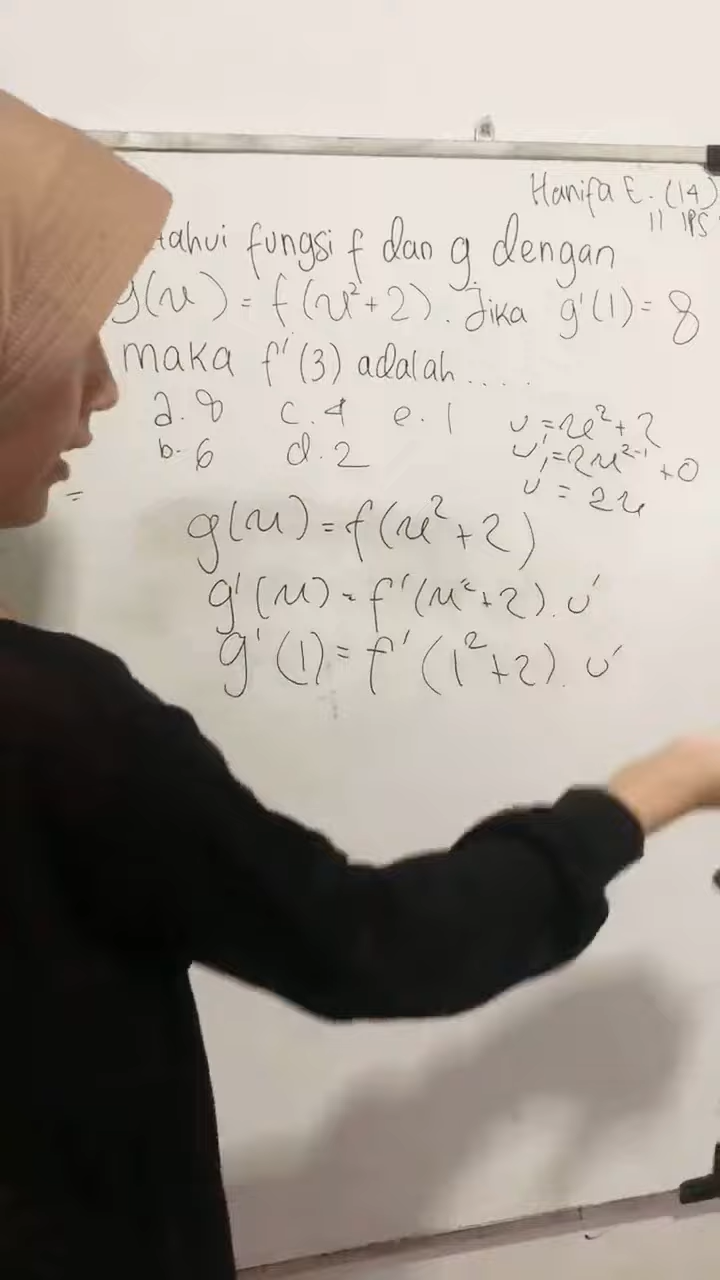 Hanifa E. (14)
11 IPS
tahui fungsi f dan g dengan
g(x) = f(x²+2). Jika g'(1) = 8
maka f'(3) adalah....
a. 8 c. 4 e. 1
b. 6 d. 2
u = x²+2
u' = 2x²⁻¹ + 0
u' = 2x
=
g(x) = f(x²+2)
g'(x) = f'(x²+2). u'
g'(1) = f'(1²+2). u'